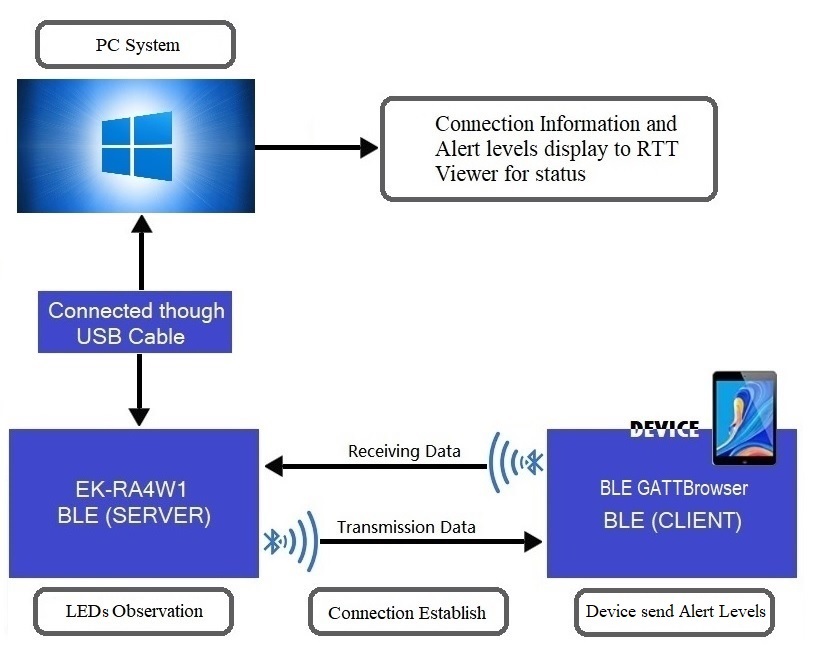 PC System
Connection Information and
Alert levels display to RTT
Viewer for status
Connected though
USB Cable
DEVICE
Receiving Data
EK-RA4W1
BLE (SERVER)
BLE GATTBrowser
BLE (CLIENT)
Transmission Data
LEDs Observation
Connection Establish
Device send Alert Levels